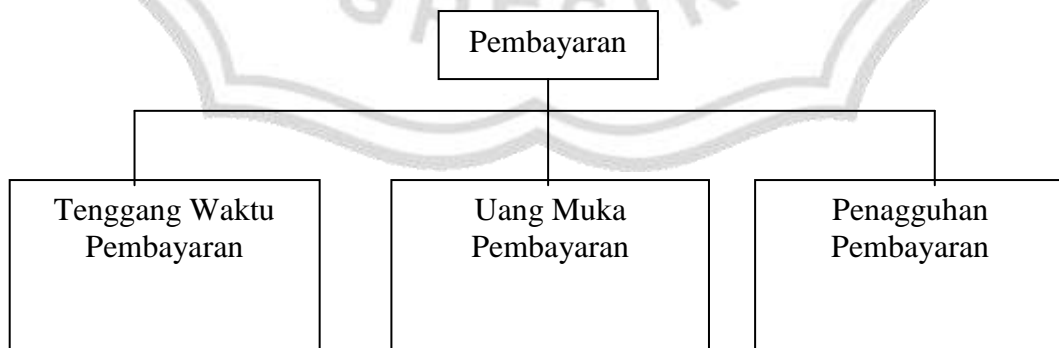 Pembayaran
Tenggang Waktu
Pembayaran
Uang Muka
Pembayaran
Penagguhan
Pembayaran